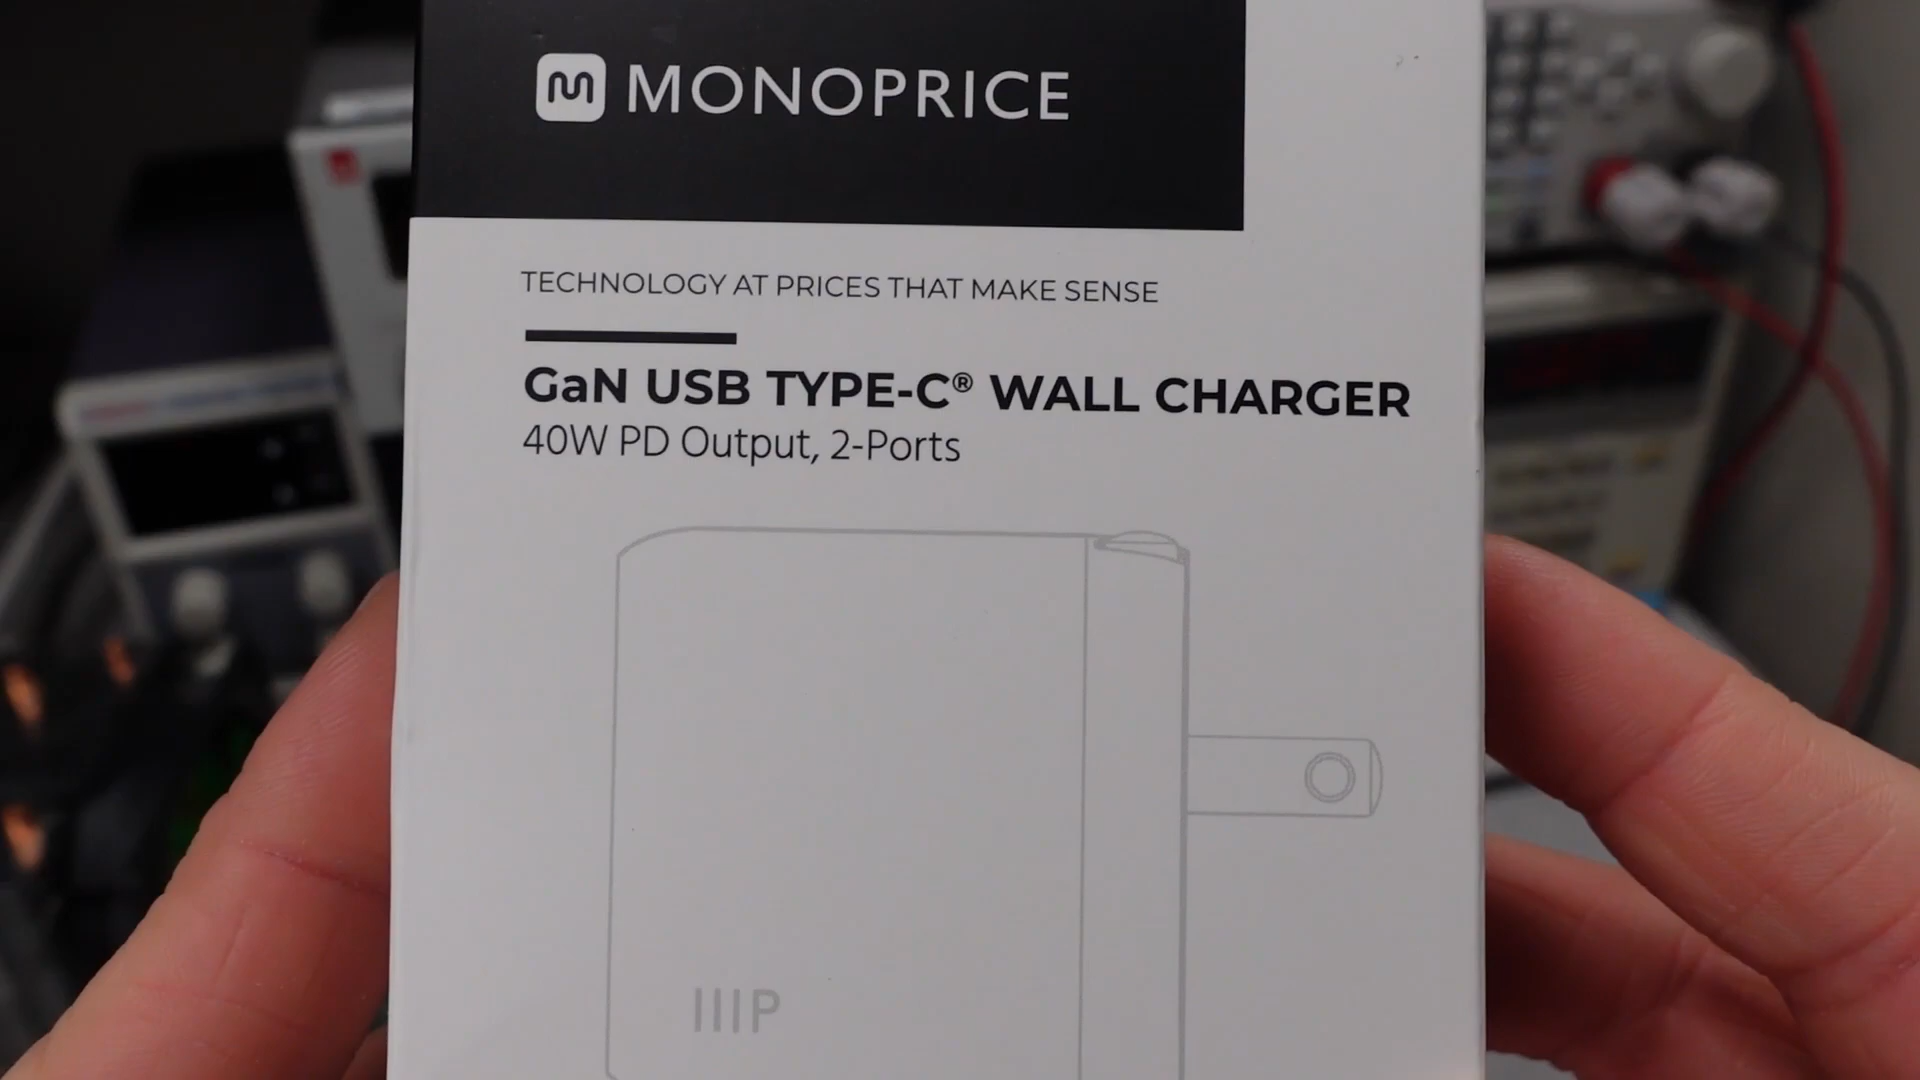 MONOPRICE
TECHNOLOGY AT PRICES THAT MAKE SENSE
GaN USB TYPE-C® WALL CHARGER
40W PD Output, 2-Ports
IIIP